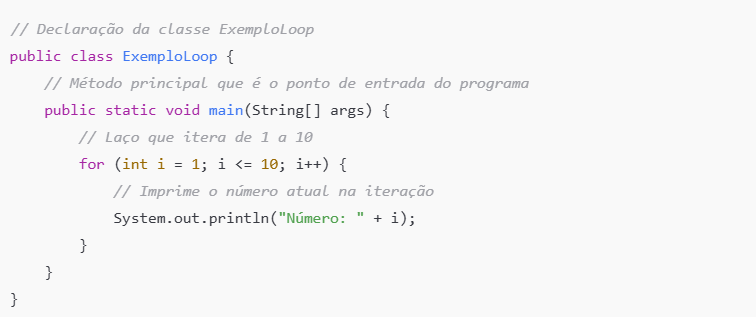 // Declaração da classe ExemploLoop
public class ExemploLoop {
    // Método principal que é o ponto de entrada do programa
    public static void main(String[] args) {
        // Laço que itera de 1 a 10
        for (int i = 1; i <= 10; i++) {
            // Imprime o número atual na iteração
            System.out.println("Número: " + i);
        }
    }
}